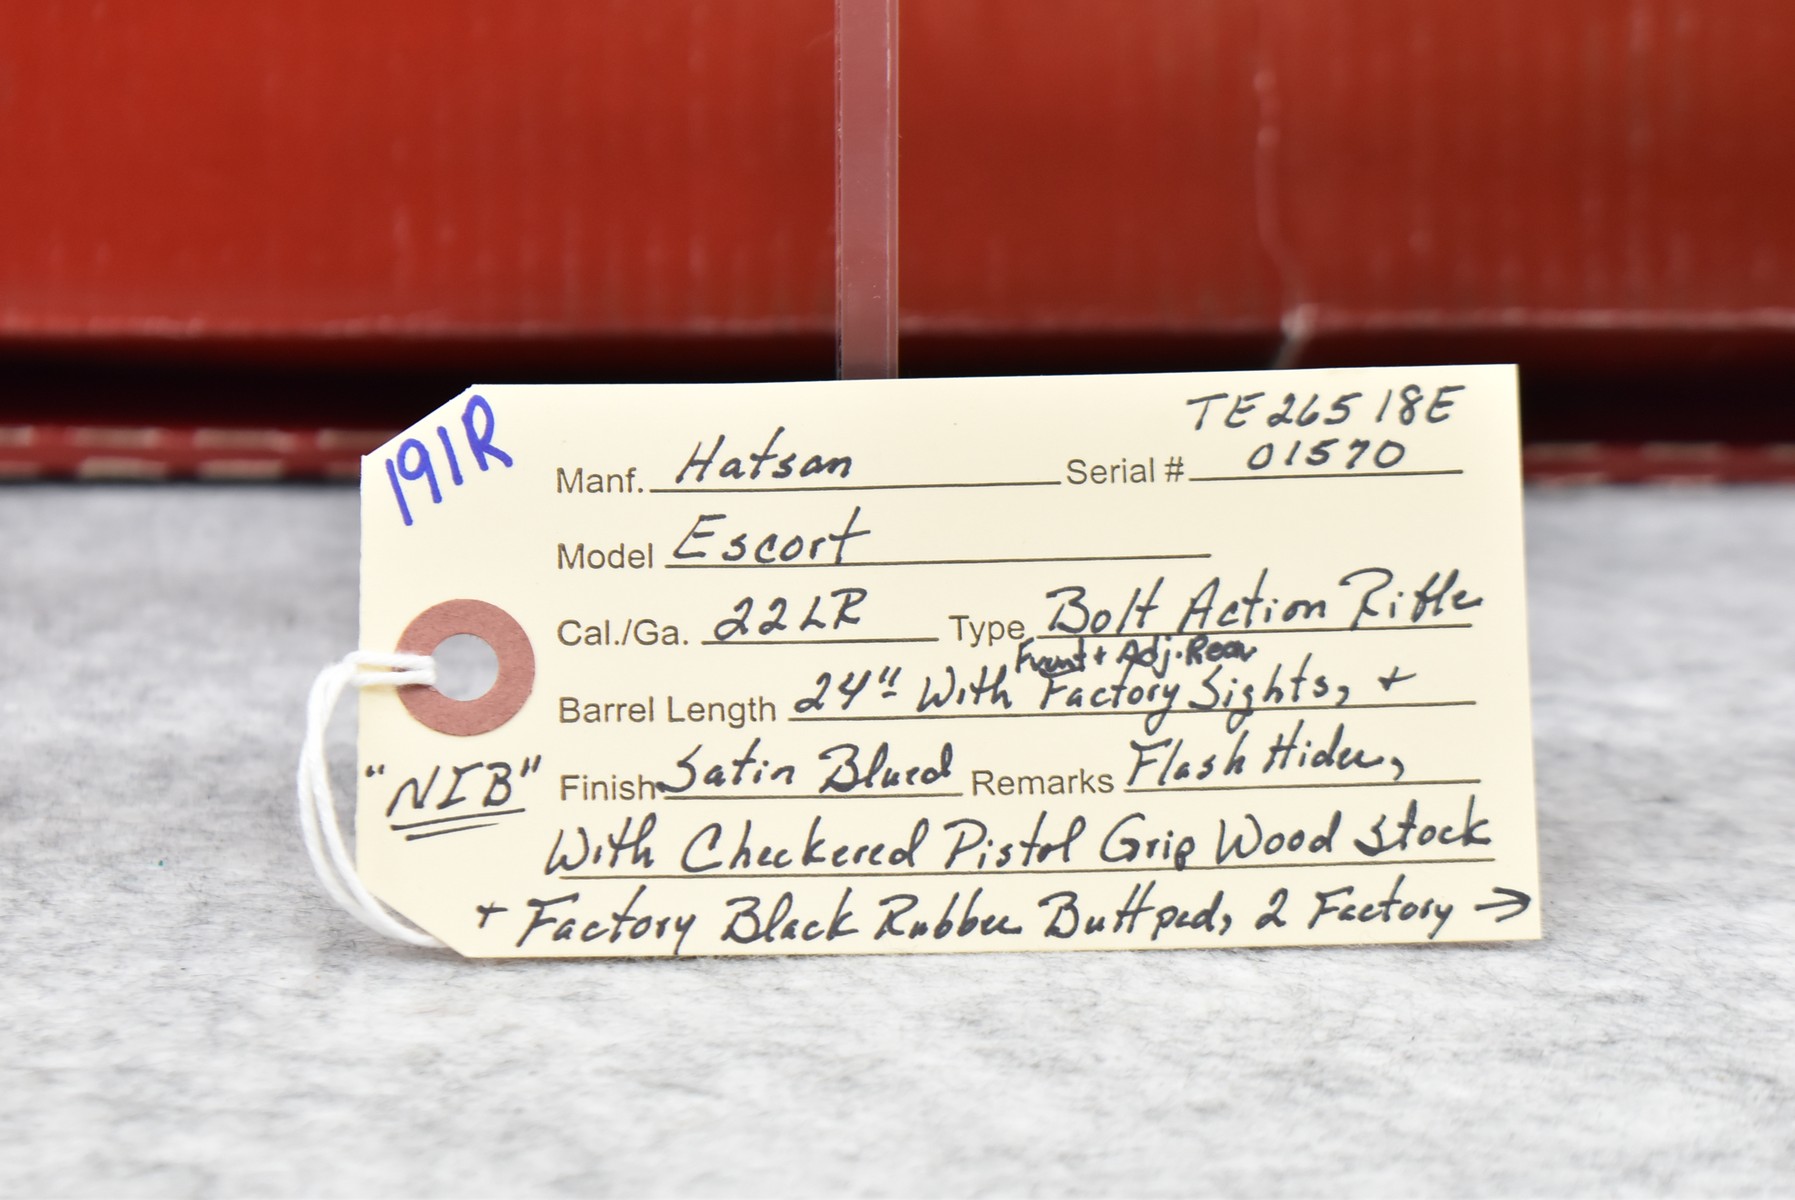 191R
TE26518E
Manf. Hatsan Serial # 01570
Model Escort
Cal./Ga. 22LR Type Bolt Action Rifle
Front + Adj. Rear
Barrel Length 24" With Factory Sights, +
"NIB" Finish Satin Blued Remarks Flash Hider,
With Checkered Pistol Grip Wood Stock
+ Factory Black Rubber Buttpad, 2 Factory →